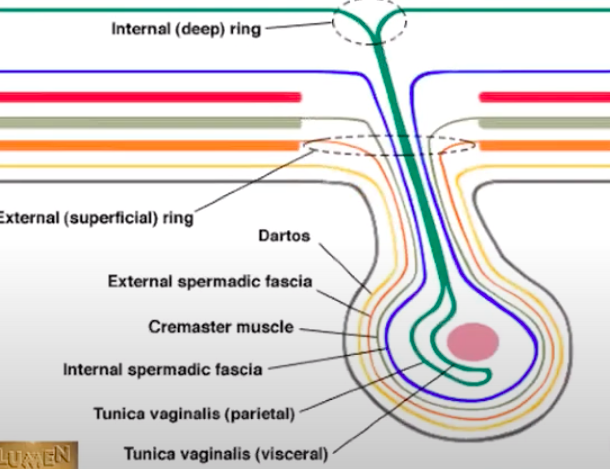 Internal (deep) ring
External (superficial) ring
Dartos
External spermadic fascia
Cremaster muscle
Internal spermadic fascia
Tunica vaginalis (parietal)
Tunica vaginalis (visceral)
LUMEN